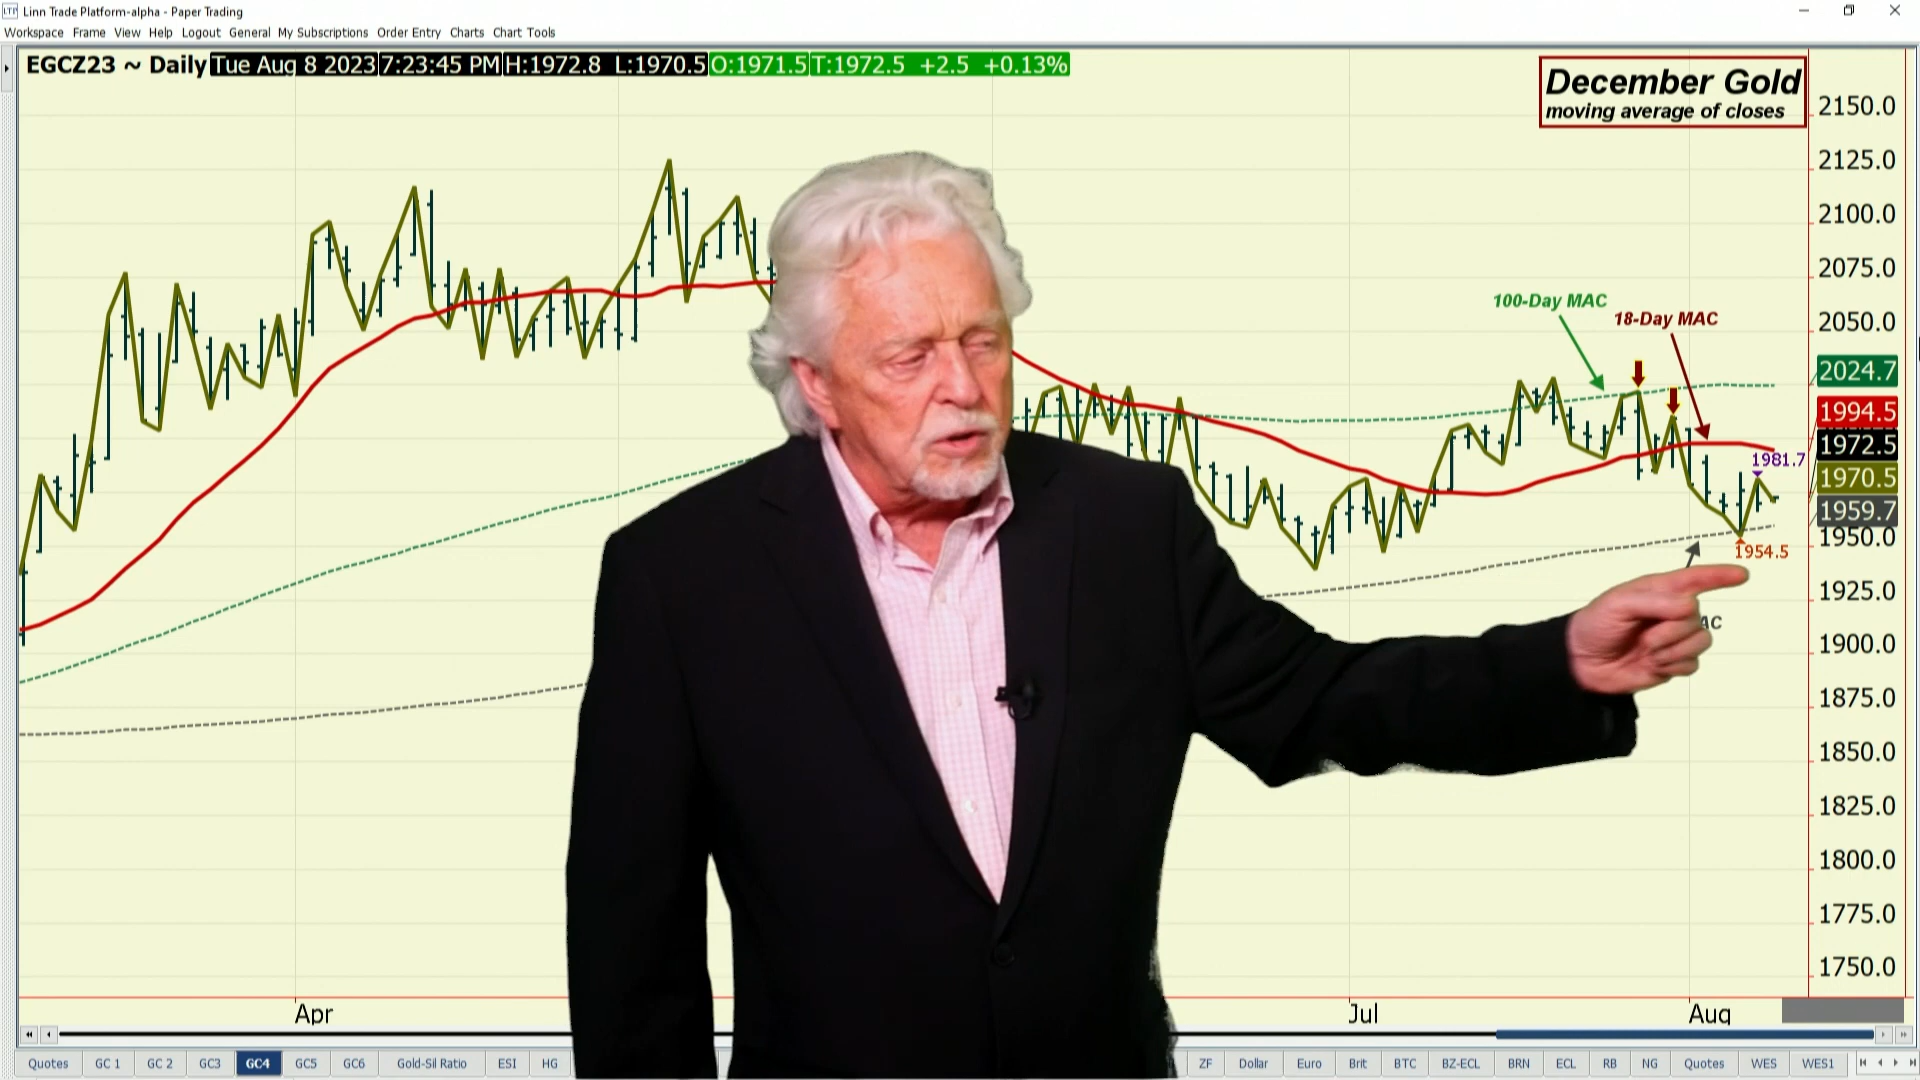 Linn Trade Platform-alpha - Paper Trading
Workspace Frame View Help Logout General My Subscriptions Order Entry Charts Chart Tools
EGCZ23 ~ Daily Tue Aug 8 2023 7:23:45 PM H:1972.8 L:1970.5 O:1971.5 T:1972.5 +2.5 +0.13%
December Gold
moving average of closes
2150.0
2125.0
2100.0
2075.0
2050.0
100-Day MAC
18-Day MAC
2024.7
1994.5
1972.5
1981.7
1970.5
1959.7
1950.0
1954.5
1925.0
AC
1900.0
1875.0
1850.0
1825.0
1800.0
1775.0
1750.0
Apr Jul Aug
Quotes GC 1 GC 2 GC3 GC4 GC5 GC6 Gold-Sil Ratio ESI HG ZF Dollar Euro Brit BTC BZ-ECL BRN ECL RB NG Quotes WES WES1